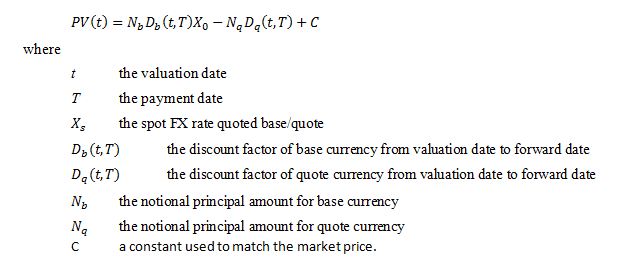 PV(t) = N_b D_b(t,T)X_0 − N_q D_q(t,T) + C
where
t the valuation date
T the payment date
X_s the spot FX rate quoted base/quote
D_b(t,T) the discount factor of base currency from valuation date to forward date
D_q(t,T) the discount factor of quote currency from valuation date to forward date
N_b the notional principal amount for base currency
N_q the notional principal amount for quote currency
C a constant used to match the market price.